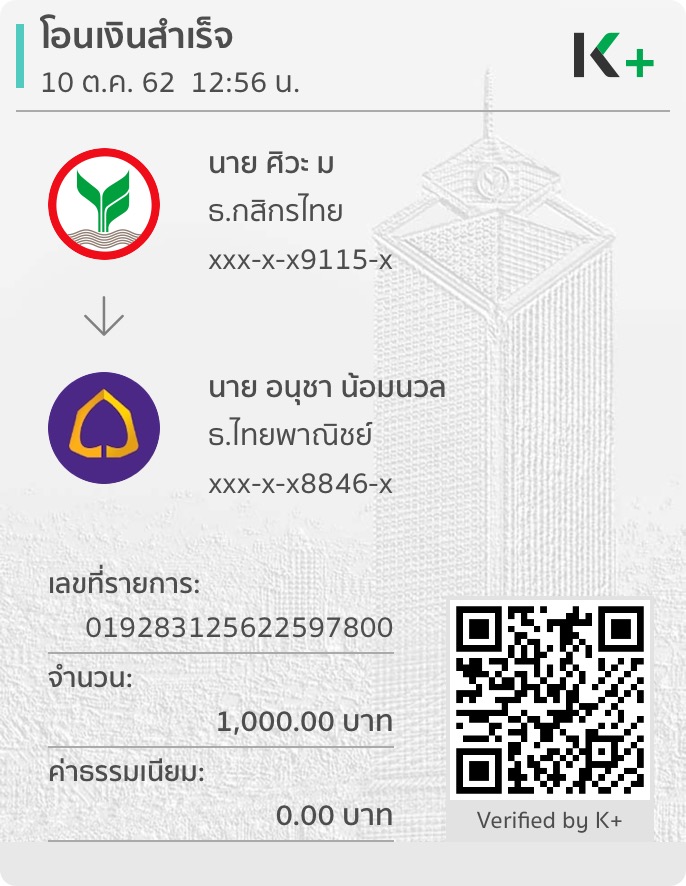 โอนเงินสำเร็จ
10 ต.ค. 62 12:56 น.
K+
นาย ศิวะ ม
ธ.กสิกรไทย
xxx-x-x9115-x
นาย อนุชา น้อมนวล
ธ.ไทยพาณิชย์
xxx-x-x8846-x
เลขที่รายการ:
019283125622597800
จำนวน:
1,000.00 บาท
ค่าธรรมเนียม:
0.00 บาท
Verified by K+